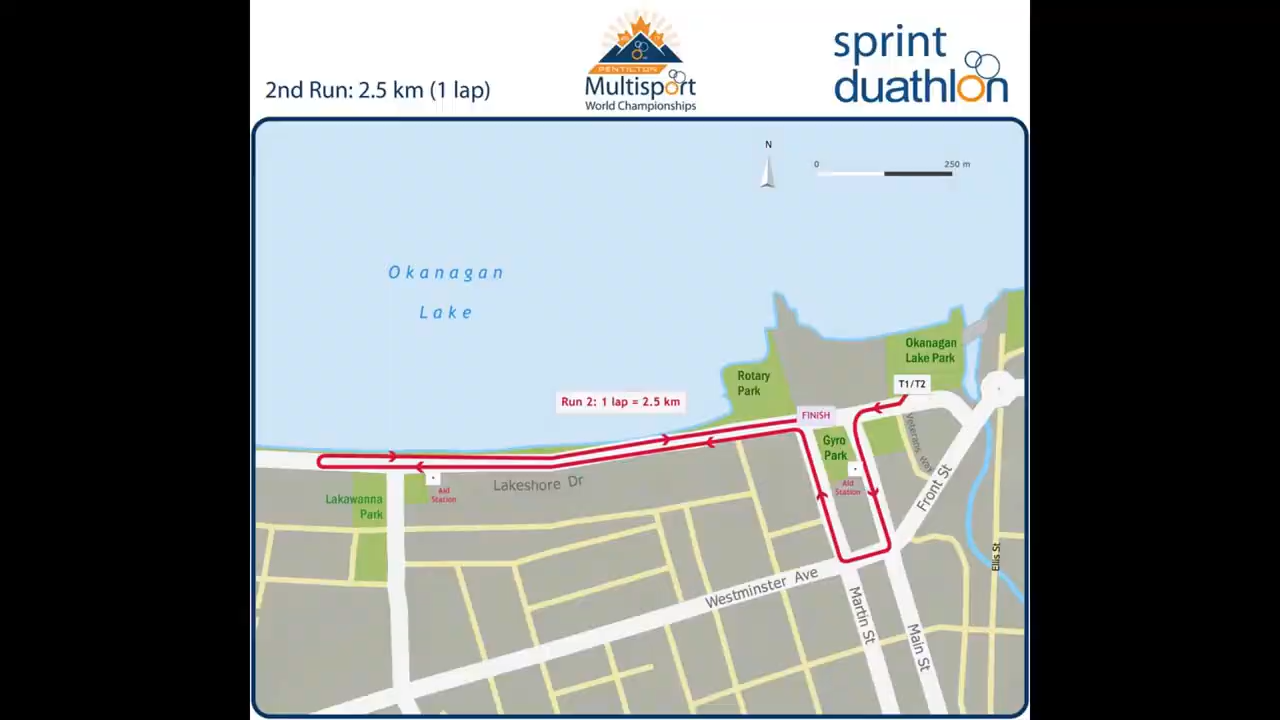 2nd Run: 2.5 km (1 lap)
PENTICTON
Multisport
World Championships
sprint
duathlon
N
0
250 m
Okanagan
Lake
Okanagan
Lake Park
Rotary
Park
T1/T2
Run 2: 1 lap = 2.5 km
FINISH
Gyro
Park
Veterans Way
Front St
Aid
Station
Aid
Station
Lakeshore Dr
Lakawanna
Park
Ellis St
Westminster Ave
Martin St
Main St